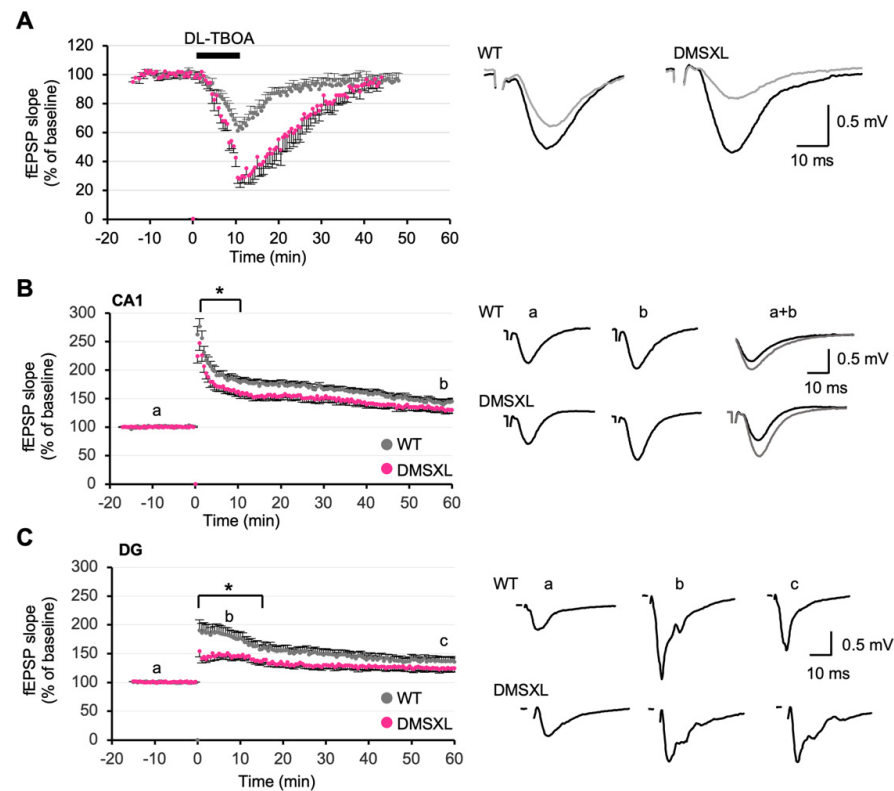 A
DL-TBOA
fEPSP slope
(% of baseline)
120
100
80
60
40
20
0
-20 -10 0 10 20 30 40 50 60
Time (min)
WT
DMSXL
0.5 mV
10 ms
B
CA1
*
fEPSP slope
(% of baseline)
300
250
200
150
100
50
0
a
b
WT
DMSXL
-20 -10 0 10 20 30 40 50 60
Time (min)
WT
a
b
a+b
0.5 mV
10 ms
DMSXL
C
DG
*
fEPSP slope
(% of baseline)
300
250
200
150
100
50
0
a
b
c
WT
DMSXL
-20 -10 0 10 20 30 40 50 60
Time (min)
WT
a
b
c
0.5 mV
10 ms
DMSXL